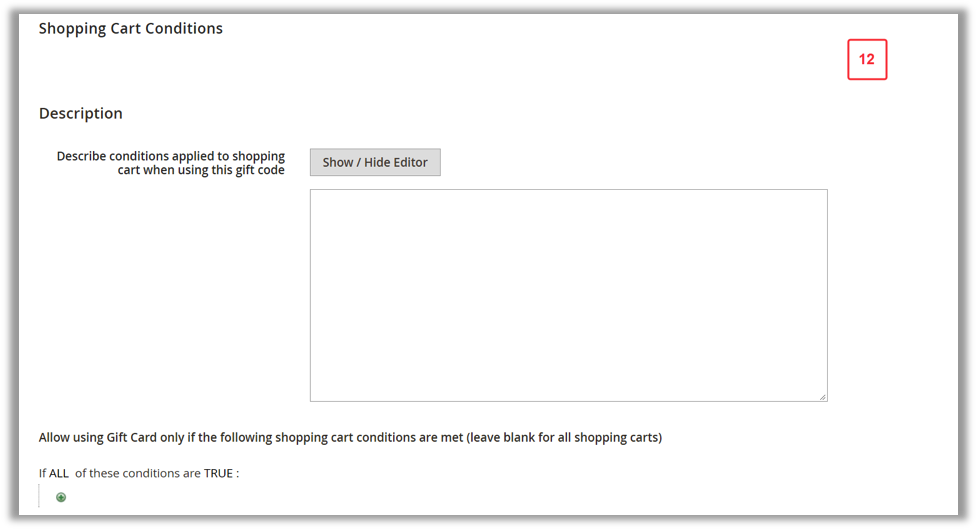 Shopping Cart Conditions
12
Description
Describe conditions applied to shopping
cart when using this gift code
Show / Hide Editor
Allow using Gift Card only if the following shopping cart conditions are met (leave blank for all shopping carts)
If ALL of these conditions are TRUE :